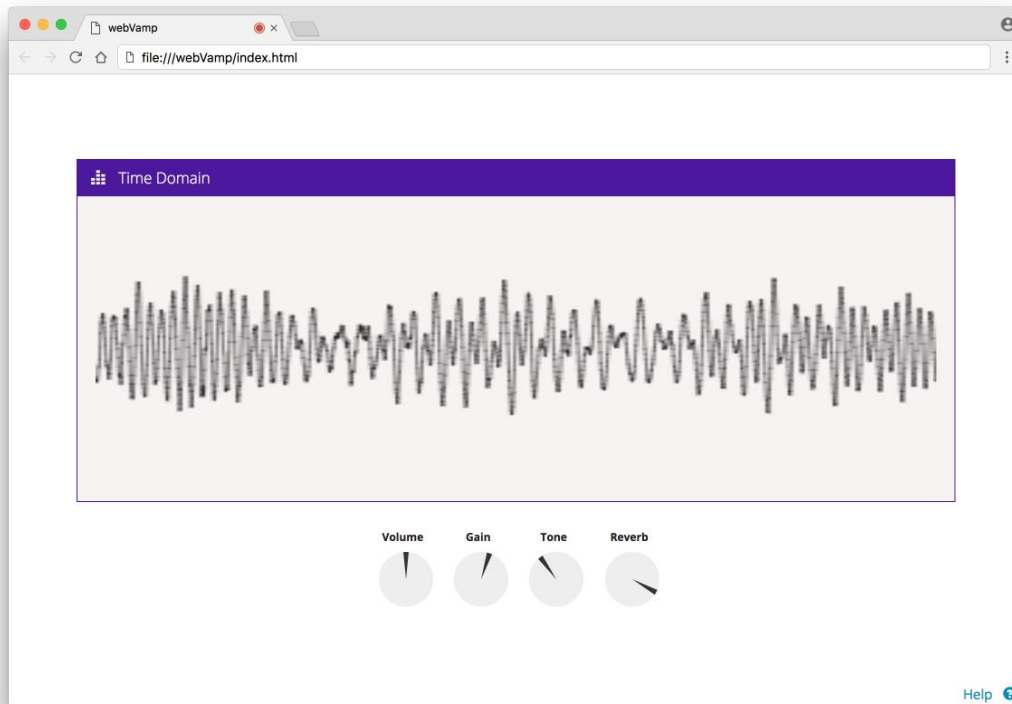 webVamp
file:///webVamp/index.html
Time Domain
Volume Gain Tone Reverb
Help